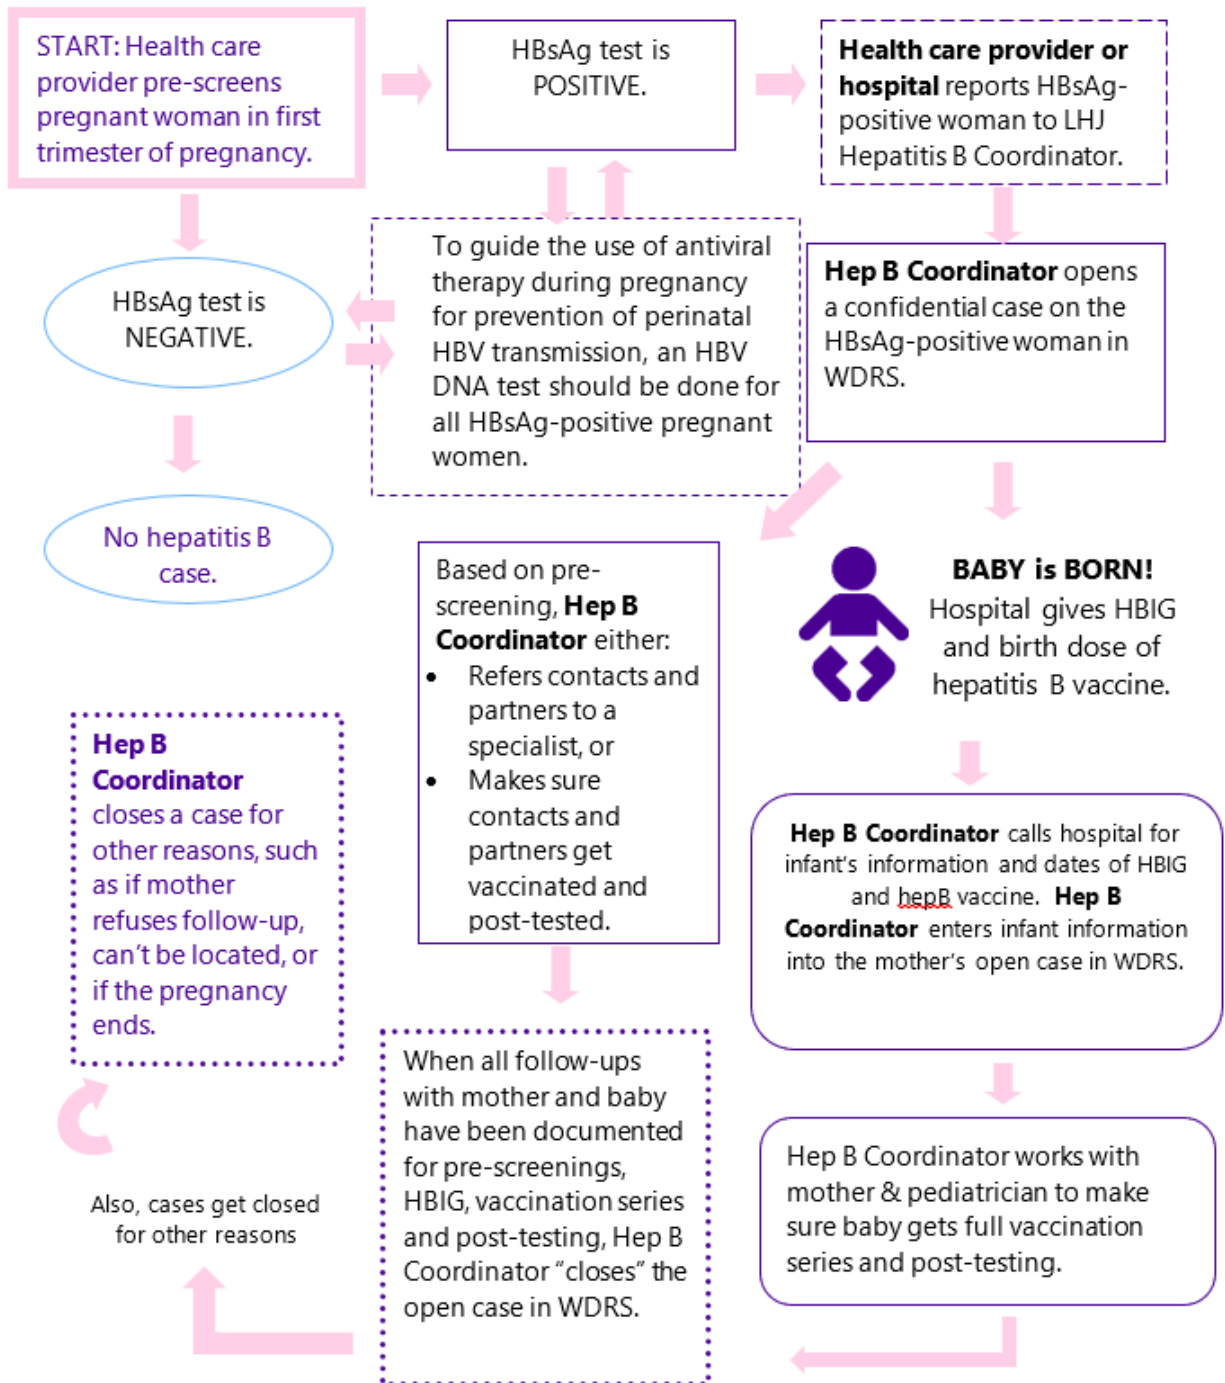 START: Health care
provider pre-screens
pregnant woman in first
trimester of pregnancy.
HBsAg test is
POSITIVE.
Health care provider or
hospital reports HBsAg-
positive woman to LHJ
Hepatitis B Coordinator.
HBsAg test is
NEGATIVE.
To guide the use of antiviral
therapy during pregnancy
for prevention of perinatal
HBV transmission, an HBV
DNA test should be done for
all HBsAg-positive pregnant
women.
Hep B Coordinator opens
a confidential case on the
HBsAg-positive woman in
WDRS.
No hepatitis B
case.
Based on pre-
screening, Hep B
Coordinator either:
• Refers contacts and
partners to a
specialist, or
• Makes sure
contacts and
partners get
vaccinated and
post-tested.
BABY is BORN!
Hospital gives HBIG
and birth dose of
hepatitis B vaccine.
Hep B
Coordinator
closes a case for
other reasons, such
as if mother
refuses follow-up,
can't be located, or
if the pregnancy
ends.
Hep B Coordinator calls hospital for
infant's information and dates of HBIG
and hepB vaccine. Hep B
Coordinator enters infant information
into the mother's open case in WDRS.
When all follow-ups
with mother and baby
have been documented
for pre-screenings,
HBIG, vaccination series
and post-testing, Hep B
Coordinator "closes" the
open case in WDRS.
Hep B Coordinator works with
mother & pediatrician to make
sure baby gets full vaccination
series and post-testing.
Also, cases get closed
for other reasons